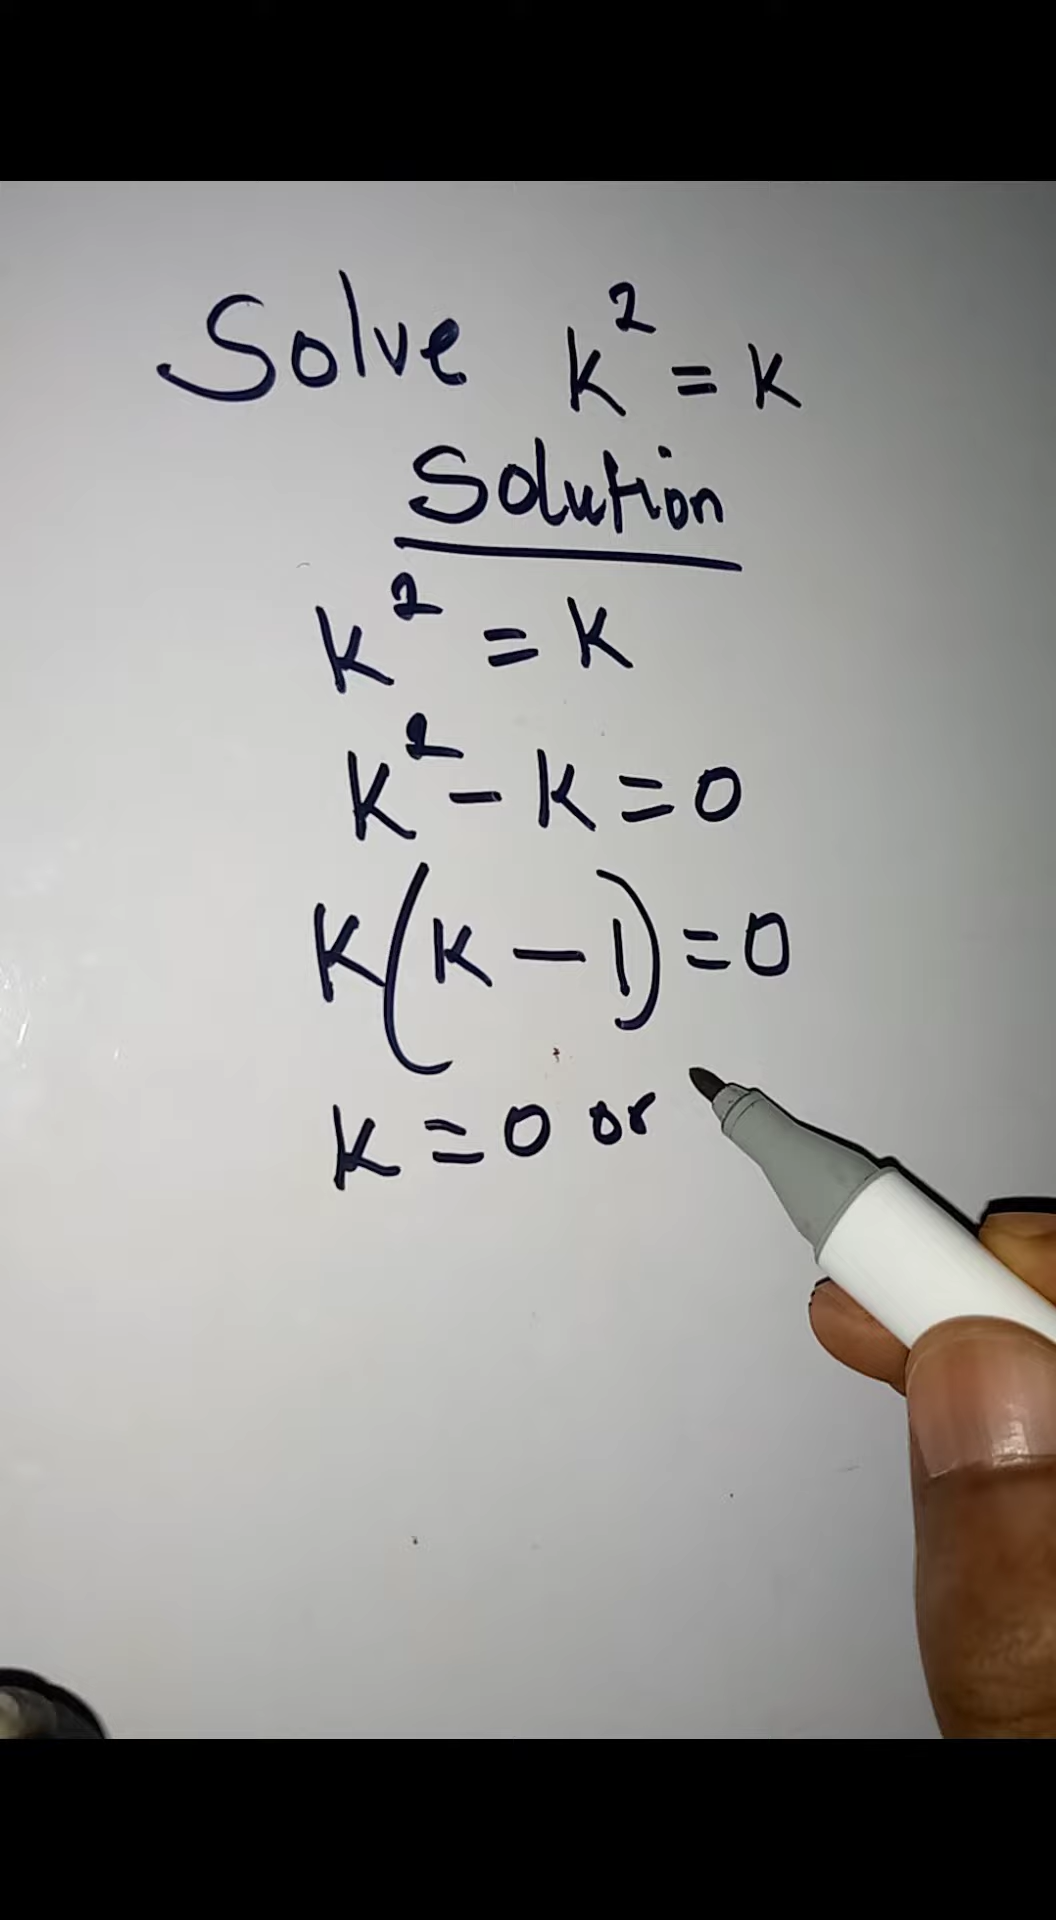 Solve k² = k
Solution
k² = k
k² - k = 0
k(k - 1) = 0
k = 0 or